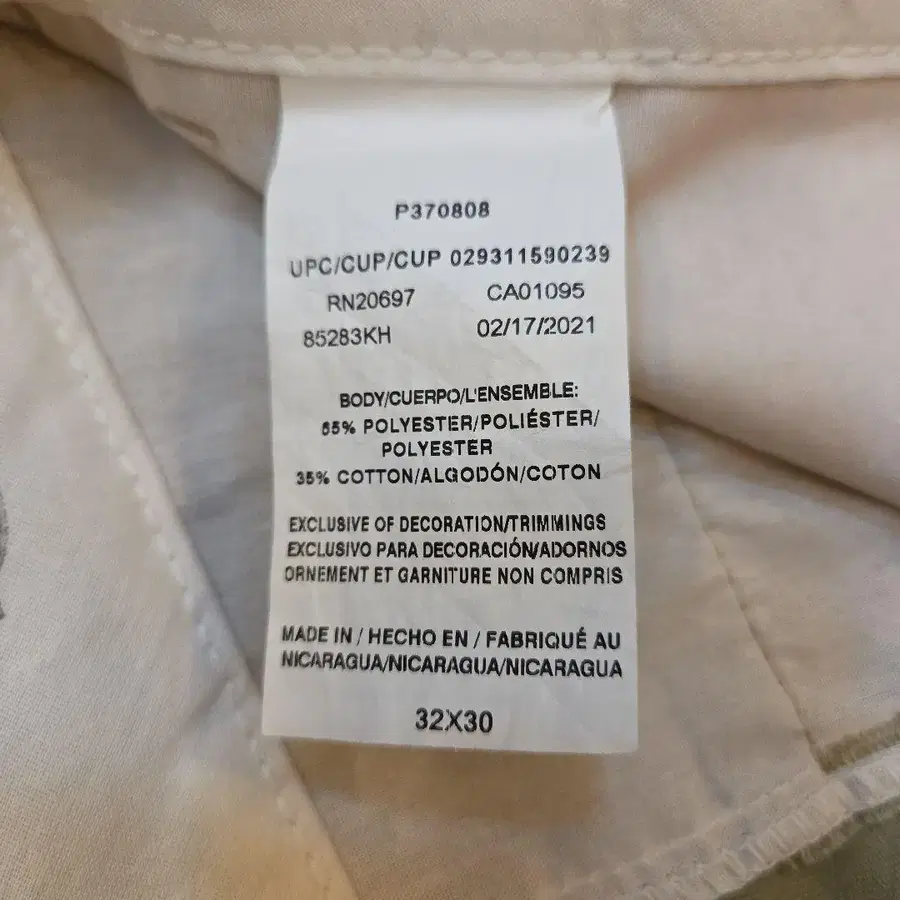 P370808
UPC/CUP/CUP 029311590239
RN20697 CA01095
85283KH 02/17/2021
BODY/CUERPO/L'ENSEMBLE:
65% POLYESTER/POLIÉSTER/
POLYESTER
35% COTTON/ALGODÓN/COTON
EXCLUSIVE OF DECORATION/TRIMMINGS
EXCLUSIVO PARA DECORACIÓN/ADORNOS
ORNEMENT ET GARNITURE NON COMPRIS
MADE IN / HECHO EN / FABRIQUÉ AU
NICARAGUA/NICARAGUA/NICARAGUA
32X30